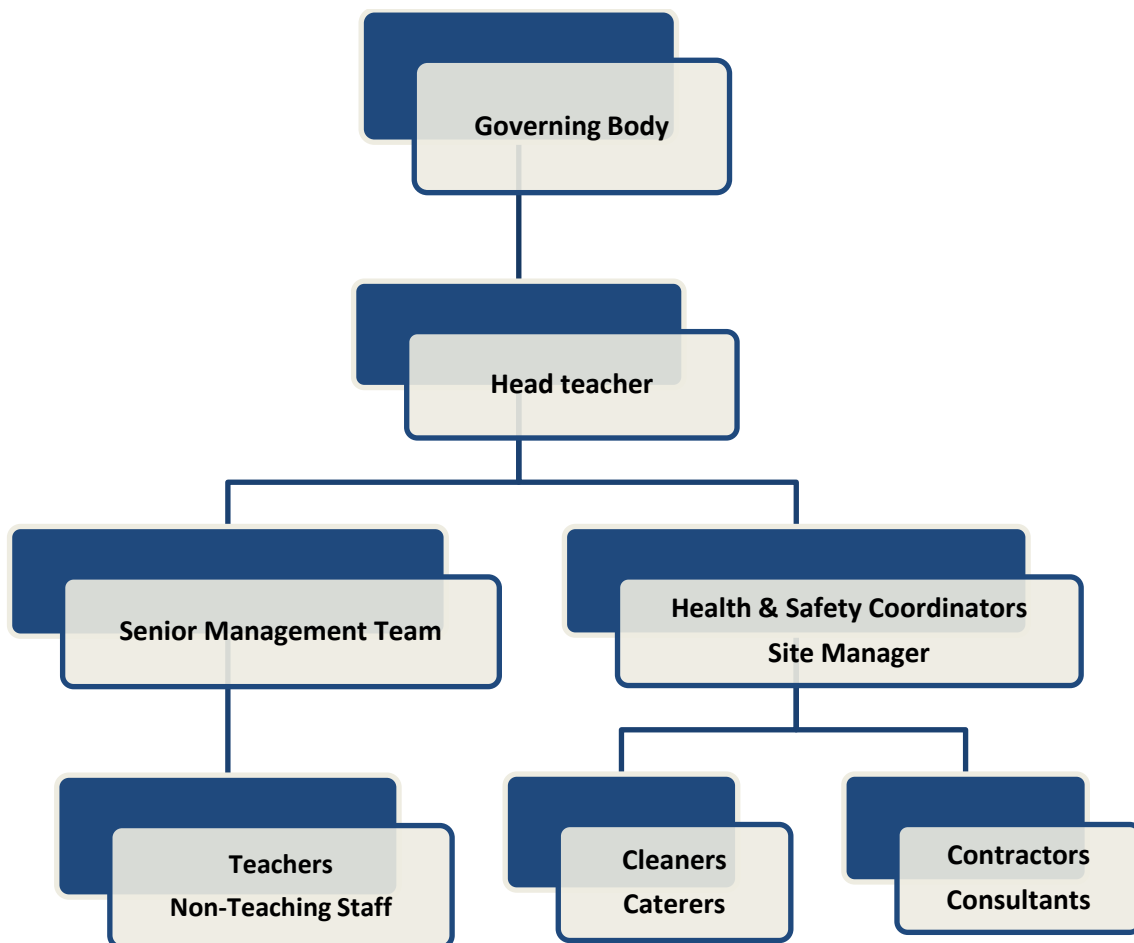 Governing Body
Head teacher
Senior Management Team
Health & Safety Coordinators
Site Manager
Teachers
Non-Teaching Staff
Cleaners
Caterers
Contractors
Consultants